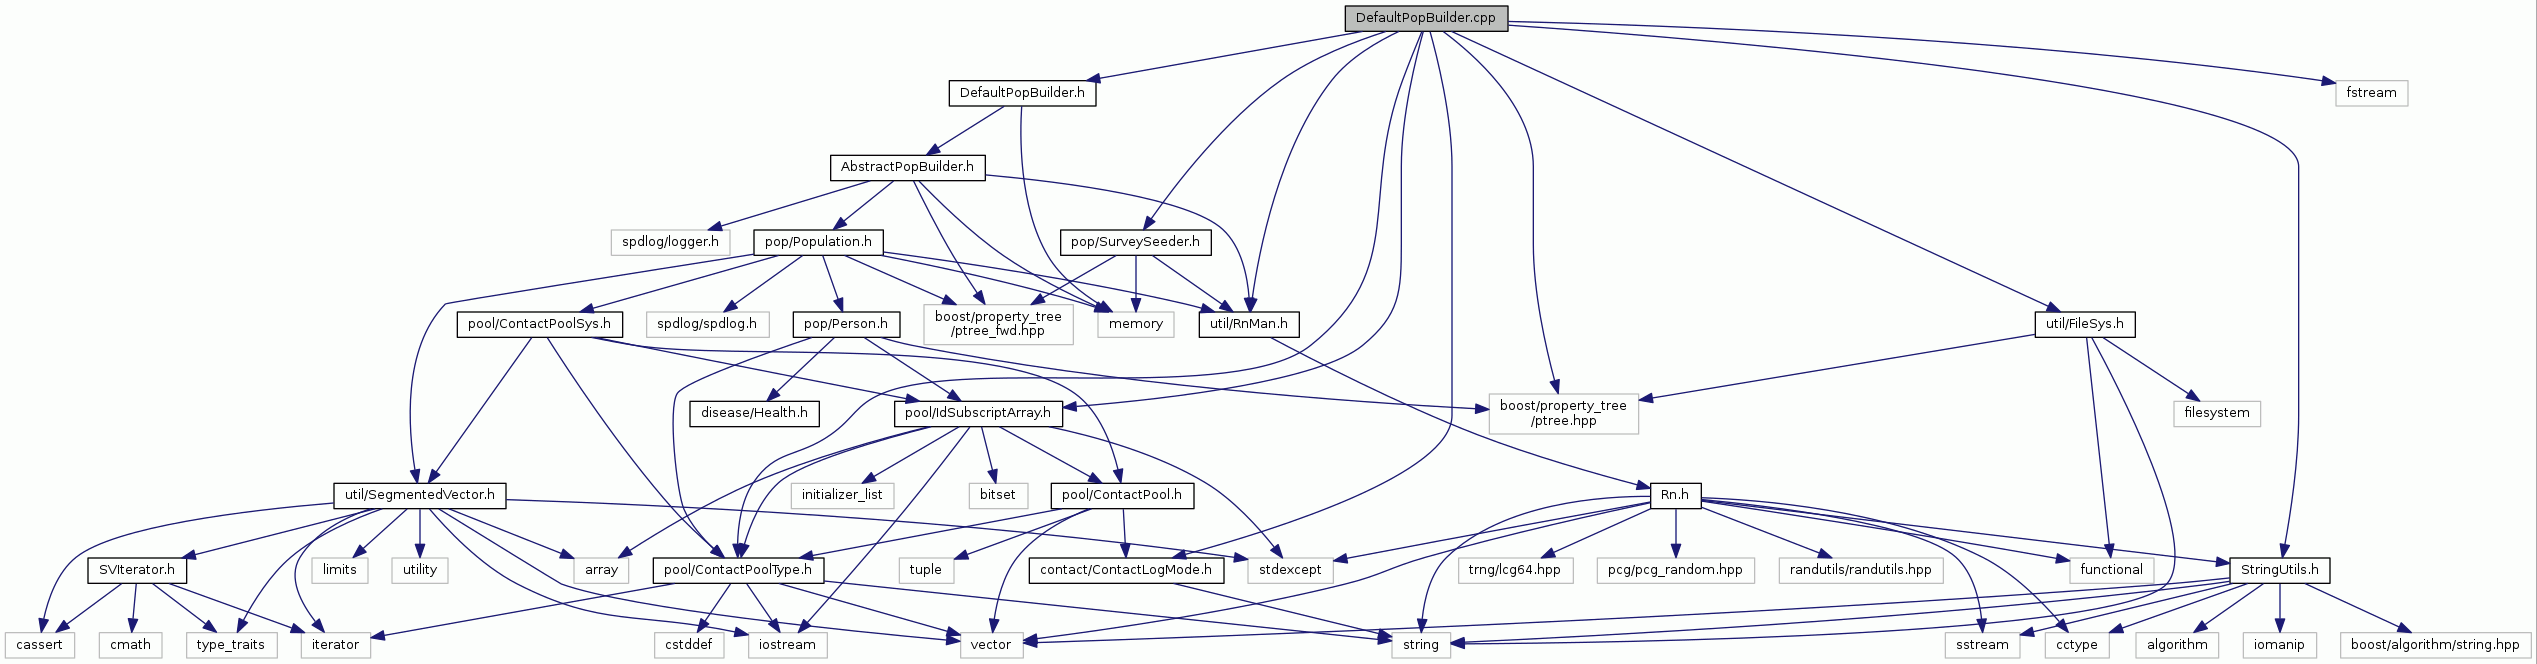 DefaultPopBuilder.cpp
DefaultPopBuilder.h
fstream
AbstractPopBuilder.h
spdlog/logger.h
pop/Population.h
pop/SurveySeeder.h
pool/ContactPoolSys.h
spdlog/spdlog.h
pop/Person.h
boost/property_tree
/ptree_fwd.hpp
memory
util/RnMan.h
util/FileSys.h
disease/Health.h
pool/IdSubscriptArray.h
boost/property_tree
/ptree.hpp
filesystem
util/SegmentedVector.h
initializer_list
bitset
pool/ContactPool.h
Rn.h
SVIterator.h
limits
utility
array
pool/ContactPoolType.h
tuple
contact/ContactLogMode.h
stdexcept
trng/lcg64.hpp
pcg/pcg_random.hpp
randutils/randutils.hpp
functional
StringUtils.h
cassert
cmath
type_traits
iterator
cstddef
iostream
vector
string
sstream
cctype
algorithm
iomanip
boost/algorithm/string.hpp